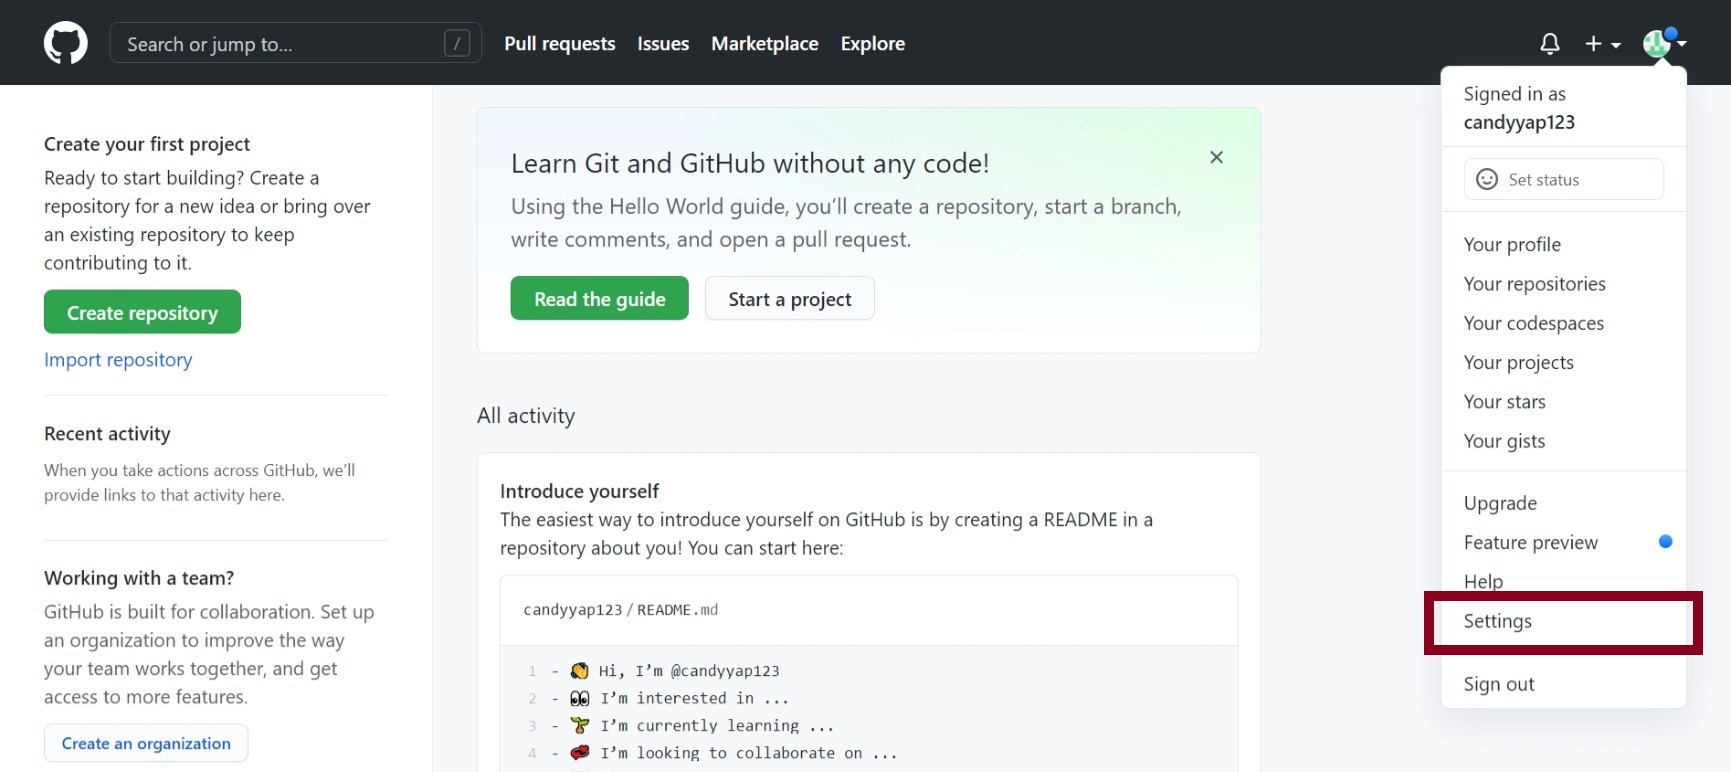 Search or jump to...
/
Pull requests
Issues
Marketplace
Explore
Create your first project
Ready to start building? Create a
repository for a new idea or bring over
an existing repository to keep
contributing to it.
Create repository
Import repository
Recent activity
When you take actions across GitHub, we’ll
provide links to that activity here.
Working with a team?
GitHub is built for collaboration. Set up
an organization to improve the way
your team works together, and get
access to more features.
Create an organization
Learn Git and GitHub without any code!
Using the Hello World guide, you’ll create a repository, start a branch,
write comments, and open a pull request.
Read the guide
Start a project
All activity
Introduce yourself
The easiest way to introduce yourself on GitHub is by creating a README in a
repository about you! You can start here:
candyyap123 / README.md
1 - 👋 Hi, I’m @candyyap123
2 - 👀 I’m interested in ...
3 - 🌱 I’m currently learning ...
4 - 💞️ I’m looking to collaborate on ...
Signed in as
candyyap123
Set status
Your profile
Your repositories
Your codespaces
Your projects
Your stars
Your gists
Upgrade
Feature preview
Help
Settings
Sign out